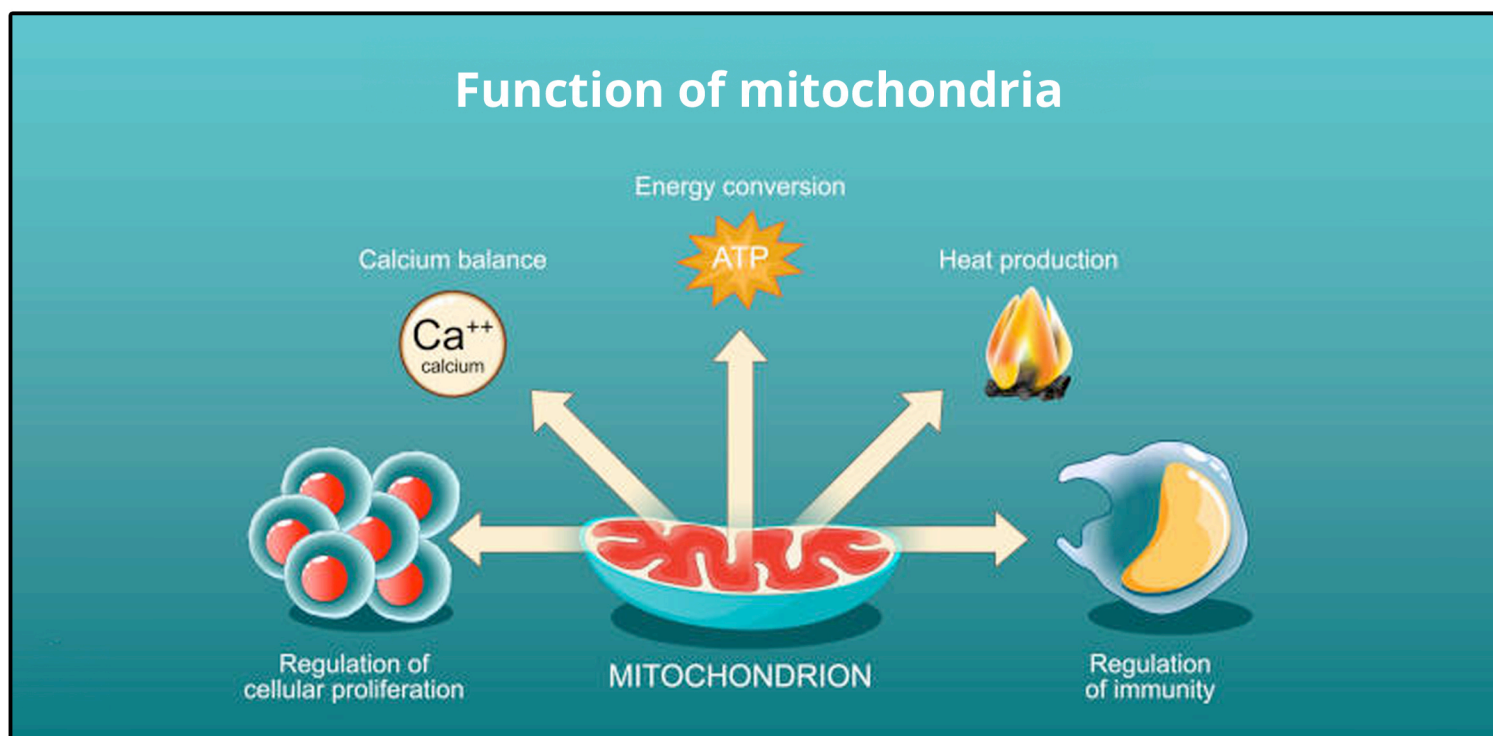 Function of mitochondria
Energy conversion
ATP
Calcium balance
Ca++
calcium
Heat production
Regulation of
cellular proliferation
MITOCHONDRION
Regulation
of immunity